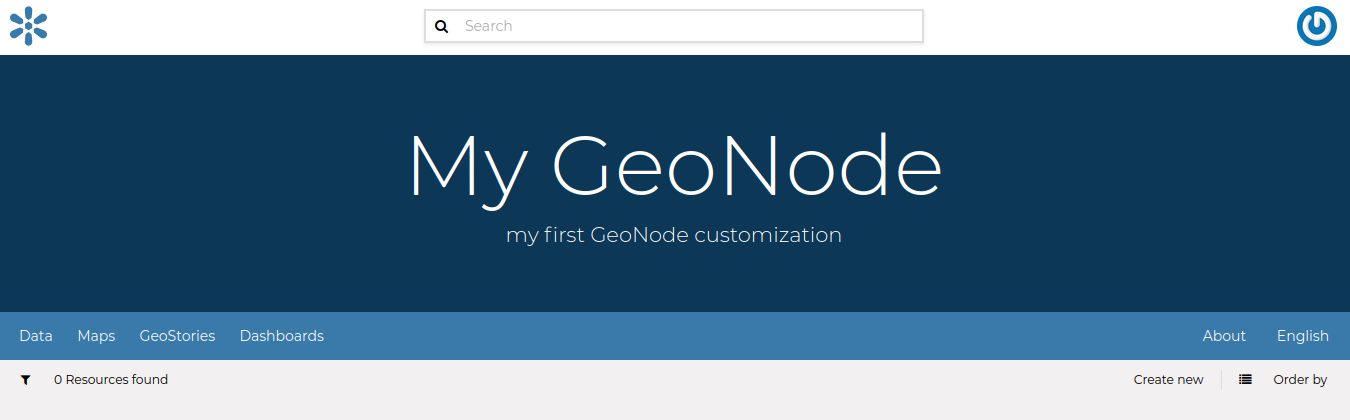 Search
My GeoNode
my first GeoNode customization
Data Maps GeoStories Dashboards About English
0 Resources found Create new Order by